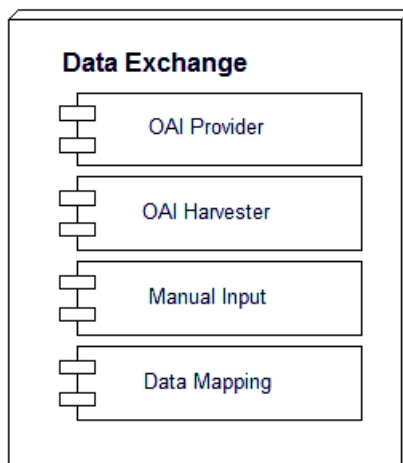 Data Exchange
OAI Provider
OAI Harvester
Manual Input
Data Mapping